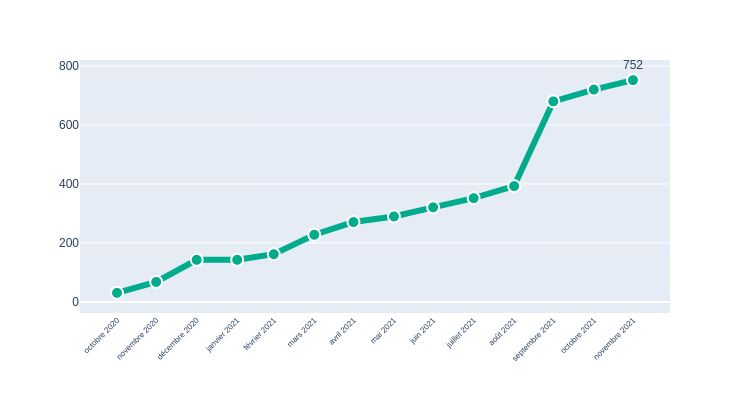 752
800
600
400
200
0
octobre 2020
novembre 2020
décembre 2020
janvier 2021
février 2021
mars 2021
avril 2021
mai 2021
juin 2021
juillet 2021
août 2021
septembre 2021
octobre 2021
novembre 2021